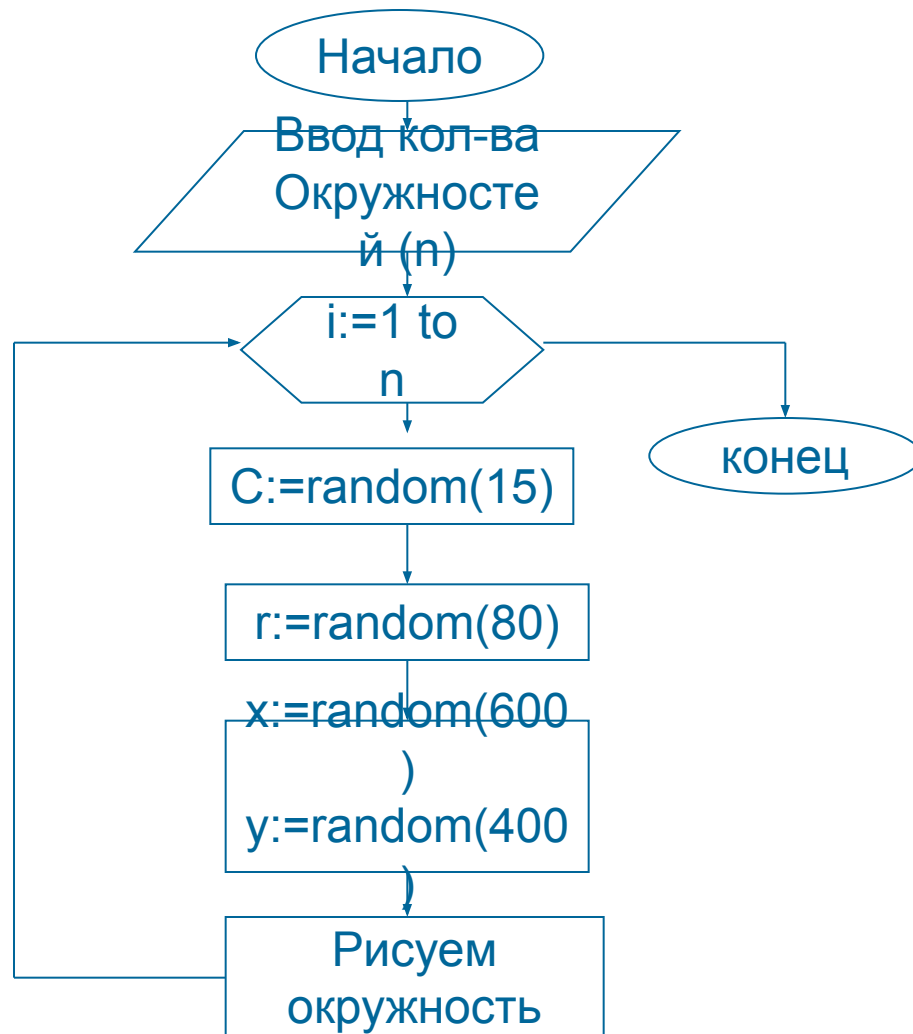 Начало
Ввод кол-ва
Окружносте
й (n)
i:=1 to
n
конец
C:=random(15)
r:=random(80)
x:=random(600
)
y:=random(400
)
Рисуем
окружность